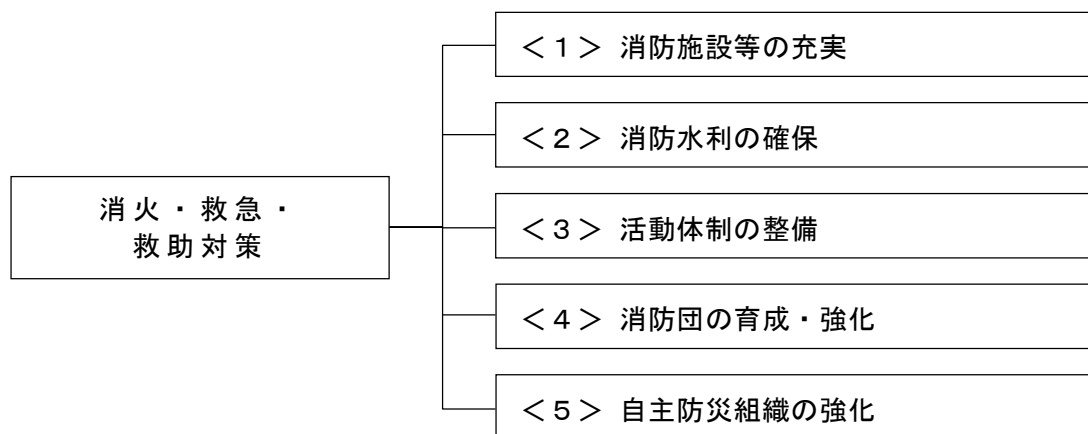 消火・救急・
救助対策
＜１＞ 消防施設等の充実
＜２＞ 消防水利の確保
＜３＞ 活動体制の整備
＜４＞ 消防団の育成・強化
＜５＞ 自主防災組織の強化